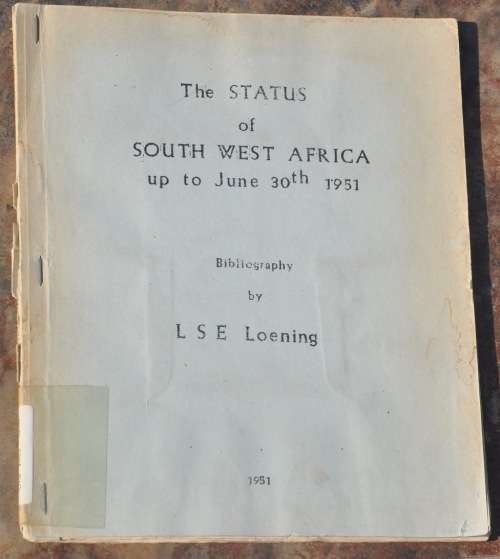 The STATUS
of
SOUTH WEST AFRICA
up to June 30th 1951
Bibliography
by
L S E Loening
1951